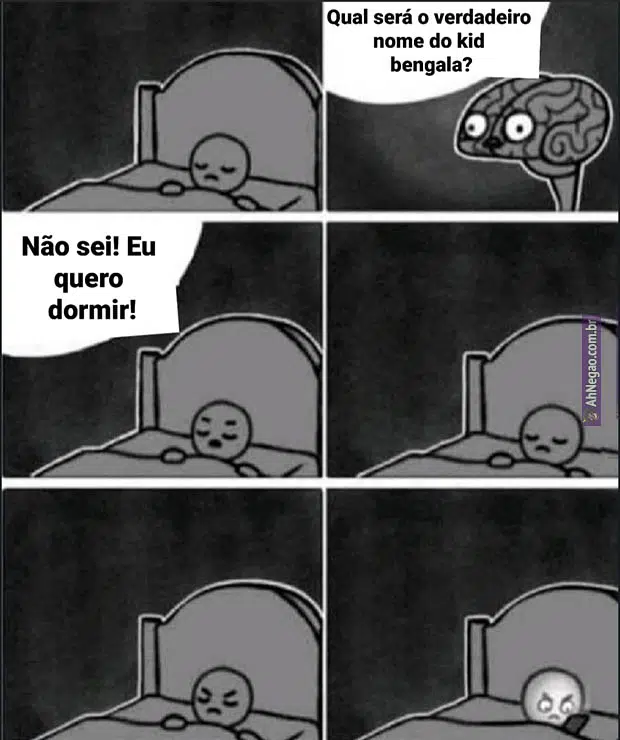 Qual será o verdadeiro
nome do kid
bengala?
Não sei! Eu
quero
dormir!
AhNegao.com.br